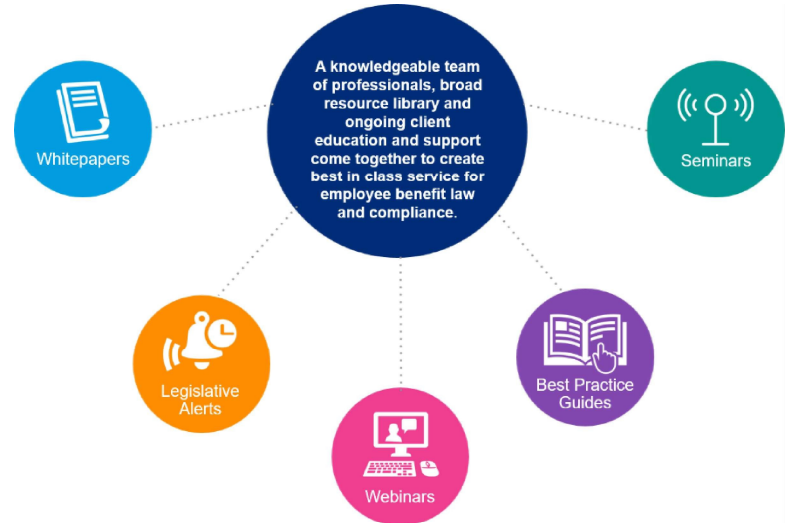 A knowledgeable team
of professionals, broad
resource library and
ongoing client
education and support
come together to create
best in class service for
employee benefit law
and compliance.
Whitepapers
Seminars
Legislative
Alerts
Best Practice
Guides
Webinars